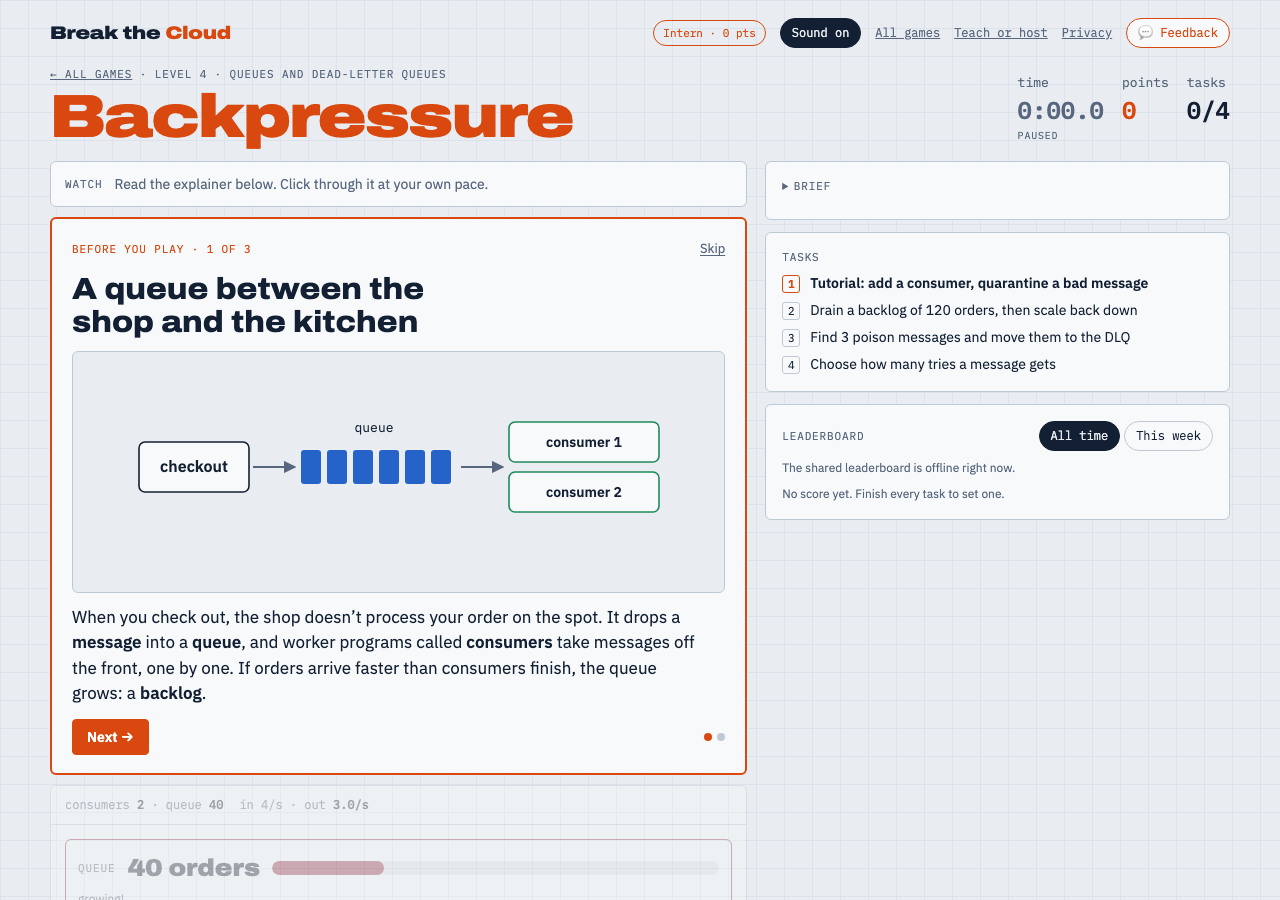 Break the Cloud
Intern · 0 pts
Sound on
All games
Teach or host
Privacy
💬 Feedback
← ALL GAMES · LEVEL 4 · QUEUES AND DEAD-LETTER QUEUES
Backpressure
time
0:00.0
PAUSED
points
0
tasks
0/4
WATCH Read the explainer below. Click through it at your own pace.
BEFORE YOU PLAY · 1 OF 3
Skip
A queue between the
shop and the kitchen
checkout
queue
consumer 1
consumer 2
When you check out, the shop doesn’t process your order on the spot. It drops a
message into a queue, and worker programs called consumers take messages off
the front, one by one. If orders arrive faster than consumers finish, the queue
grows: a backlog.
Next →
consumers 2 · queue 40 in 4/s · out 3.0/s
QUEUE 40 orders
growing!
▶ BRIEF
TASKS
1 Tutorial: add a consumer, quarantine a bad message
2 Drain a backlog of 120 orders, then scale back down
3 Find 3 poison messages and move them to the DLQ
4 Choose how many tries a message gets
LEADERBOARD
All time
This week
The shared leaderboard is offline right now.
No score yet. Finish every task to set one.